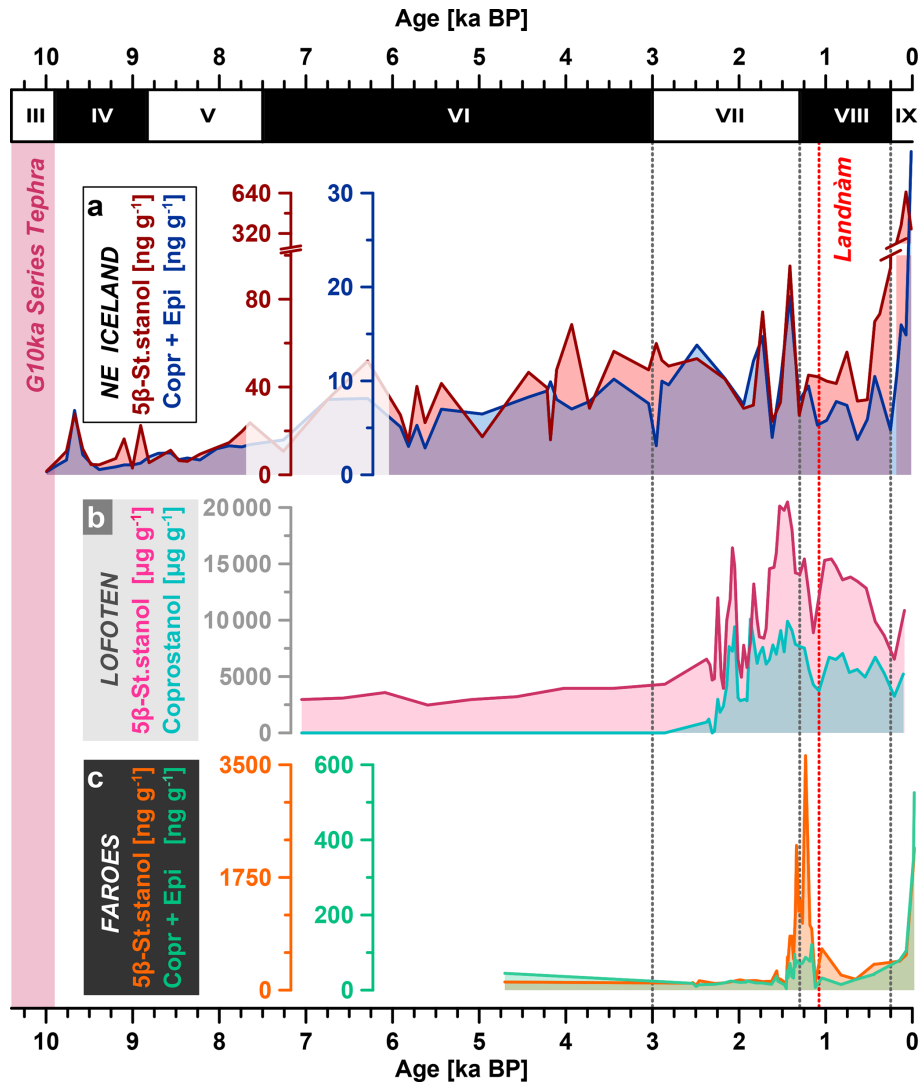 Age [ka BP]
10 9 8 7 6 5 4 3 2 1 0
III IV V VI VII VIII IX
G10ka Series Tephra
Landnàm
a
NE ICELAND
5β-St.stanol [ng g-1]
Copr + Epi [ng g-1]
640
320
80
40
0
30
20
10
0
b
LOFOTEN
5β-St.stanol [µg g-1]
Coprostanol [µg g-1]
20 000
15 000
10 000
5000
0
c
FAROES
5β-St.stanol [ng g-1]
Copr + Epi [ng g-1]
3500
1750
0
600
400
200
0
10 9 8 7 6 5 4 3 2 1 0
Age [ka BP]